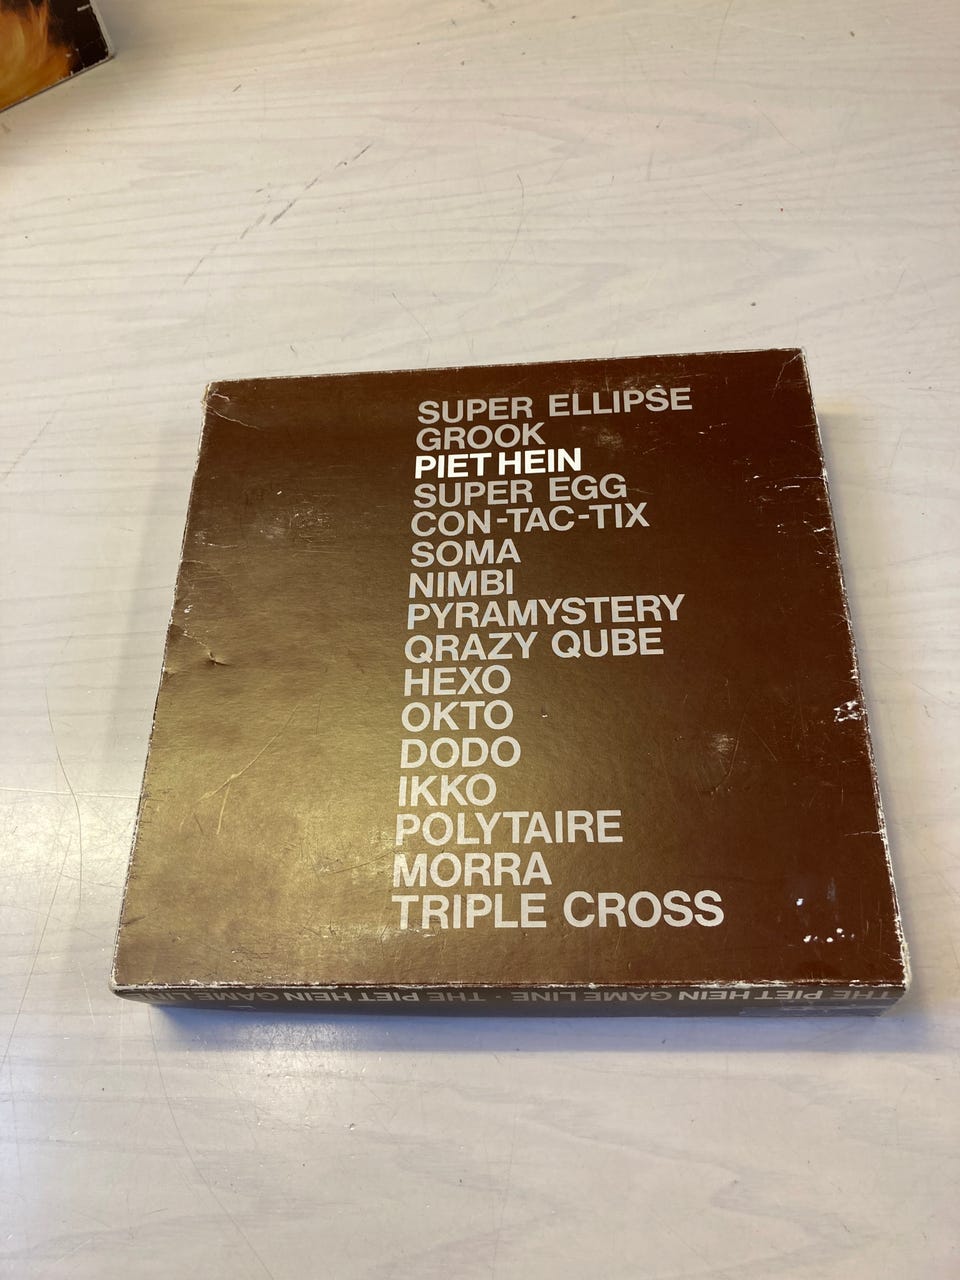 SUPER ELLIPSE
GROOK
PIET HEIN
SUPER EGG
CON-TAC-TIX
SOMA
NIMBI
PYRAMYSTERY
QRAZY QUBE
HEXO
OKTO
DODO
IKKO
POLYTAIRE
MORRA
TRIPLE CROSS
THE PIET HEIN GAME LINE · THE PIET HEIN GAME LINE